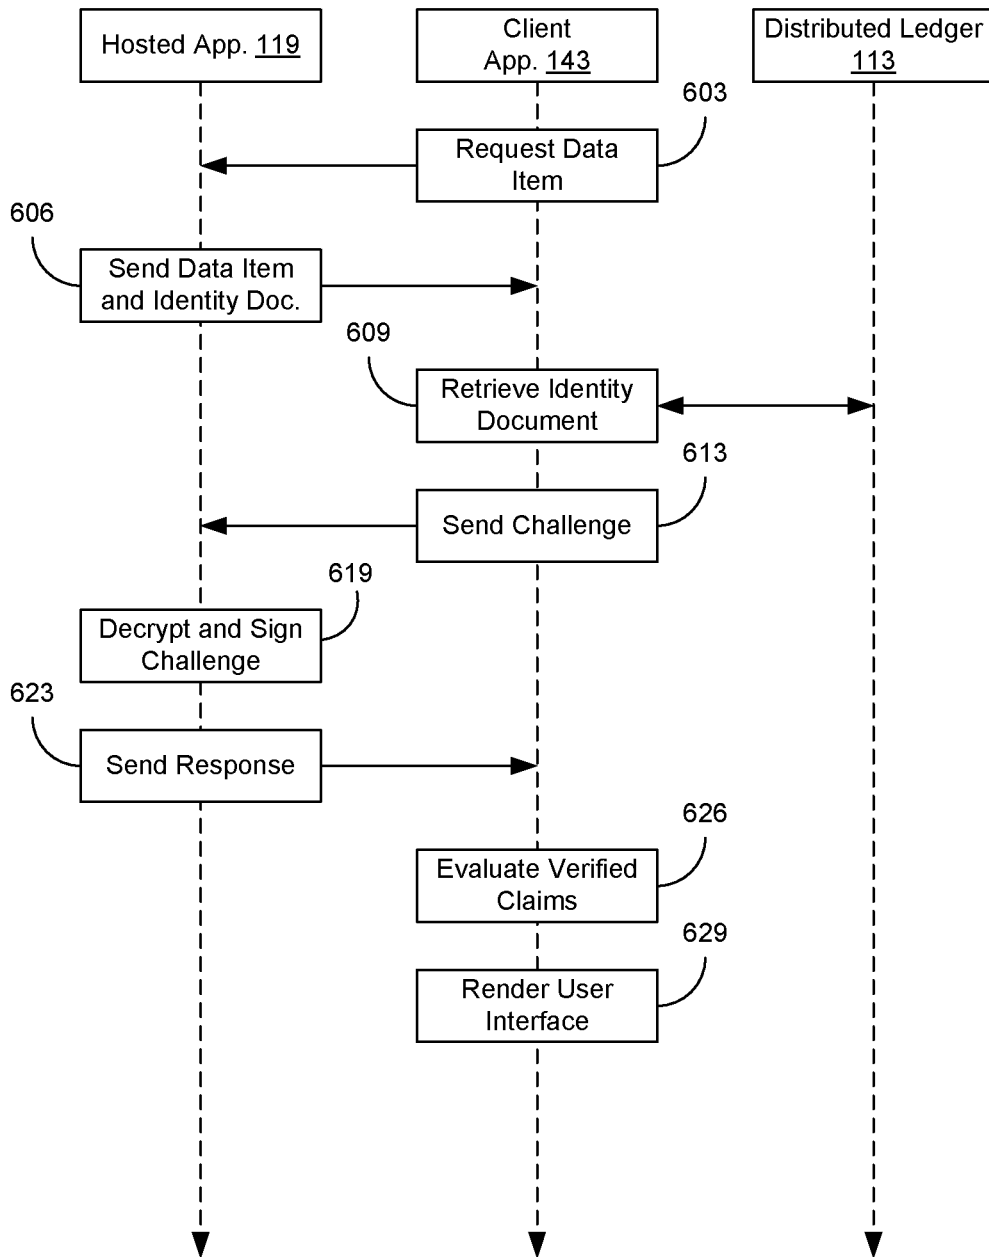 Hosted App. 119
Client
App. 143
Distributed Ledger
113
603
Request Data
Item
606
Send Data Item
and Identity Doc.
609
Retrieve Identity
Document
613
Send Challenge
619
Decrypt and Sign
Challenge
623
Send Response
626
Evaluate Verified
Claims
629
Render User
Interface